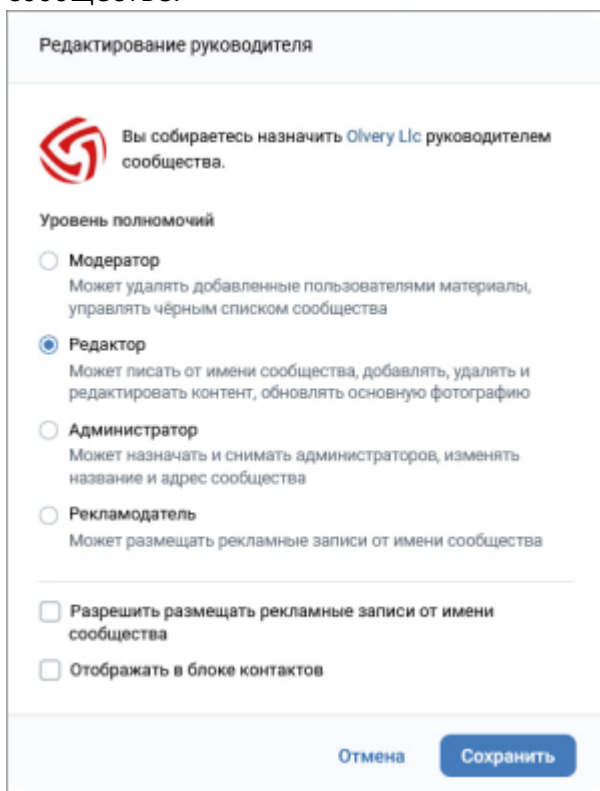 Редактирование руководителя
Вы собираетесь назначить Olvery Llc руководителем
сообщества.
Уровень полномочий
Модератор
Может удалять добавленные пользователями материалы,
управлять чёрным списком сообщества
Редактор
Может писать от имени сообщества, добавлять, удалять и
редактировать контент, обновлять основную фотографию
Администратор
Может назначать и снимать администраторов, изменять
название и адрес сообщества
Рекламодатель
Может размещать рекламные записи от имени сообщества
Разрешить размещать рекламные записи от имени
сообщества
Отображать в блоке контактов
Отмена Сохранить